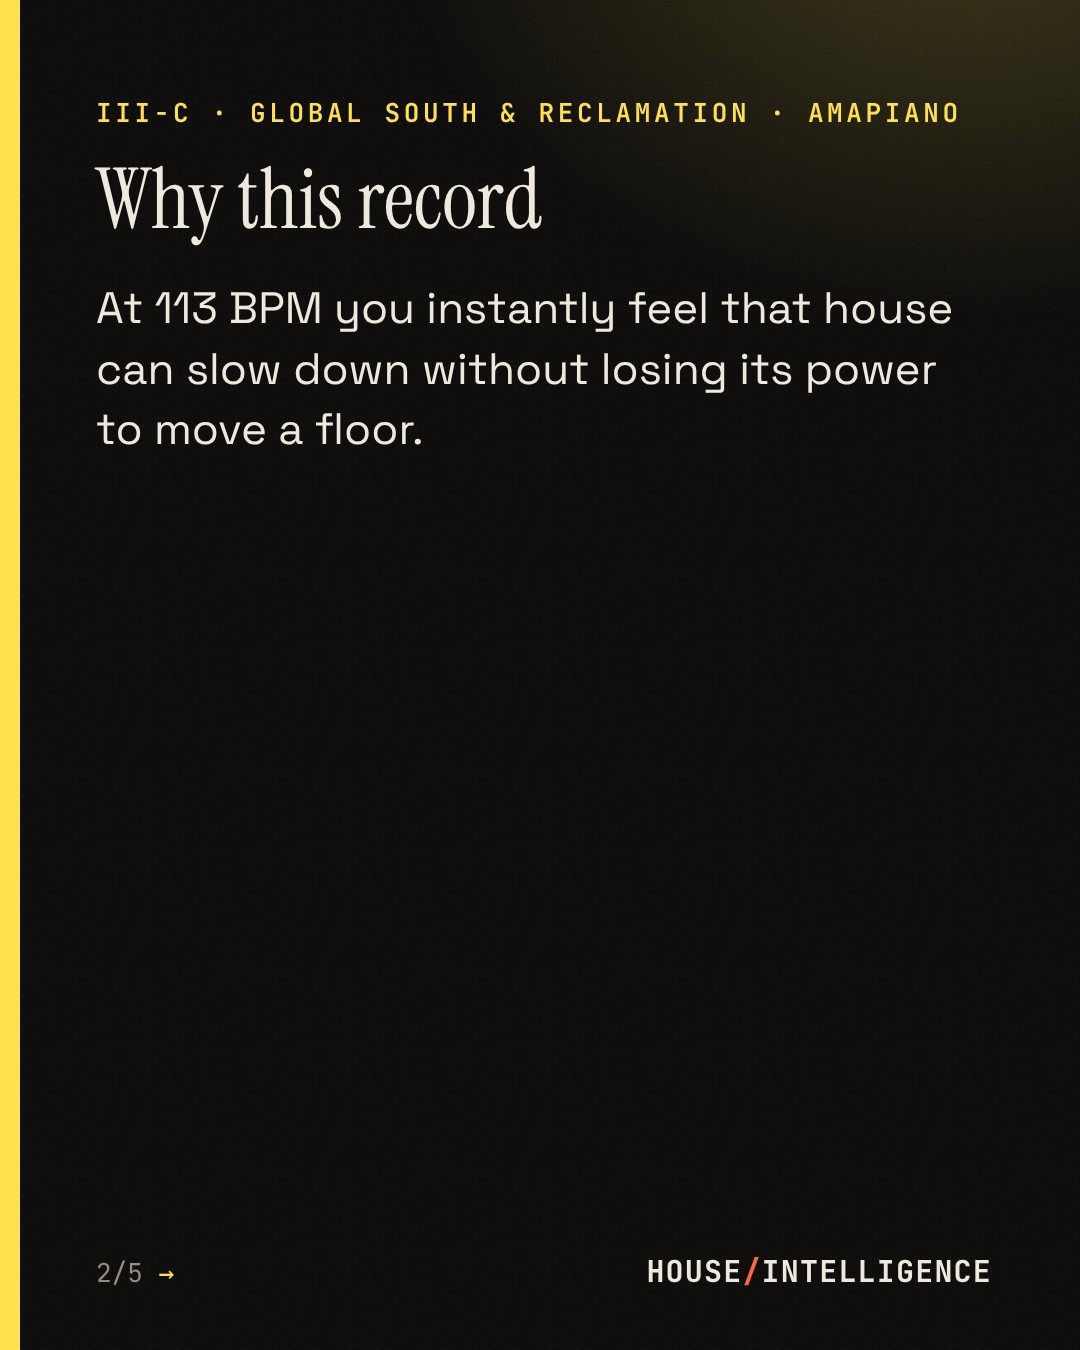 III-C · GLOBAL SOUTH & RECLAMATION · AMAPIANO
Why this record
At 113 BPM you instantly feel that house
can slow down without losing its power
to move a floor.
2/5 →
HOUSE/INTELLIGENCE